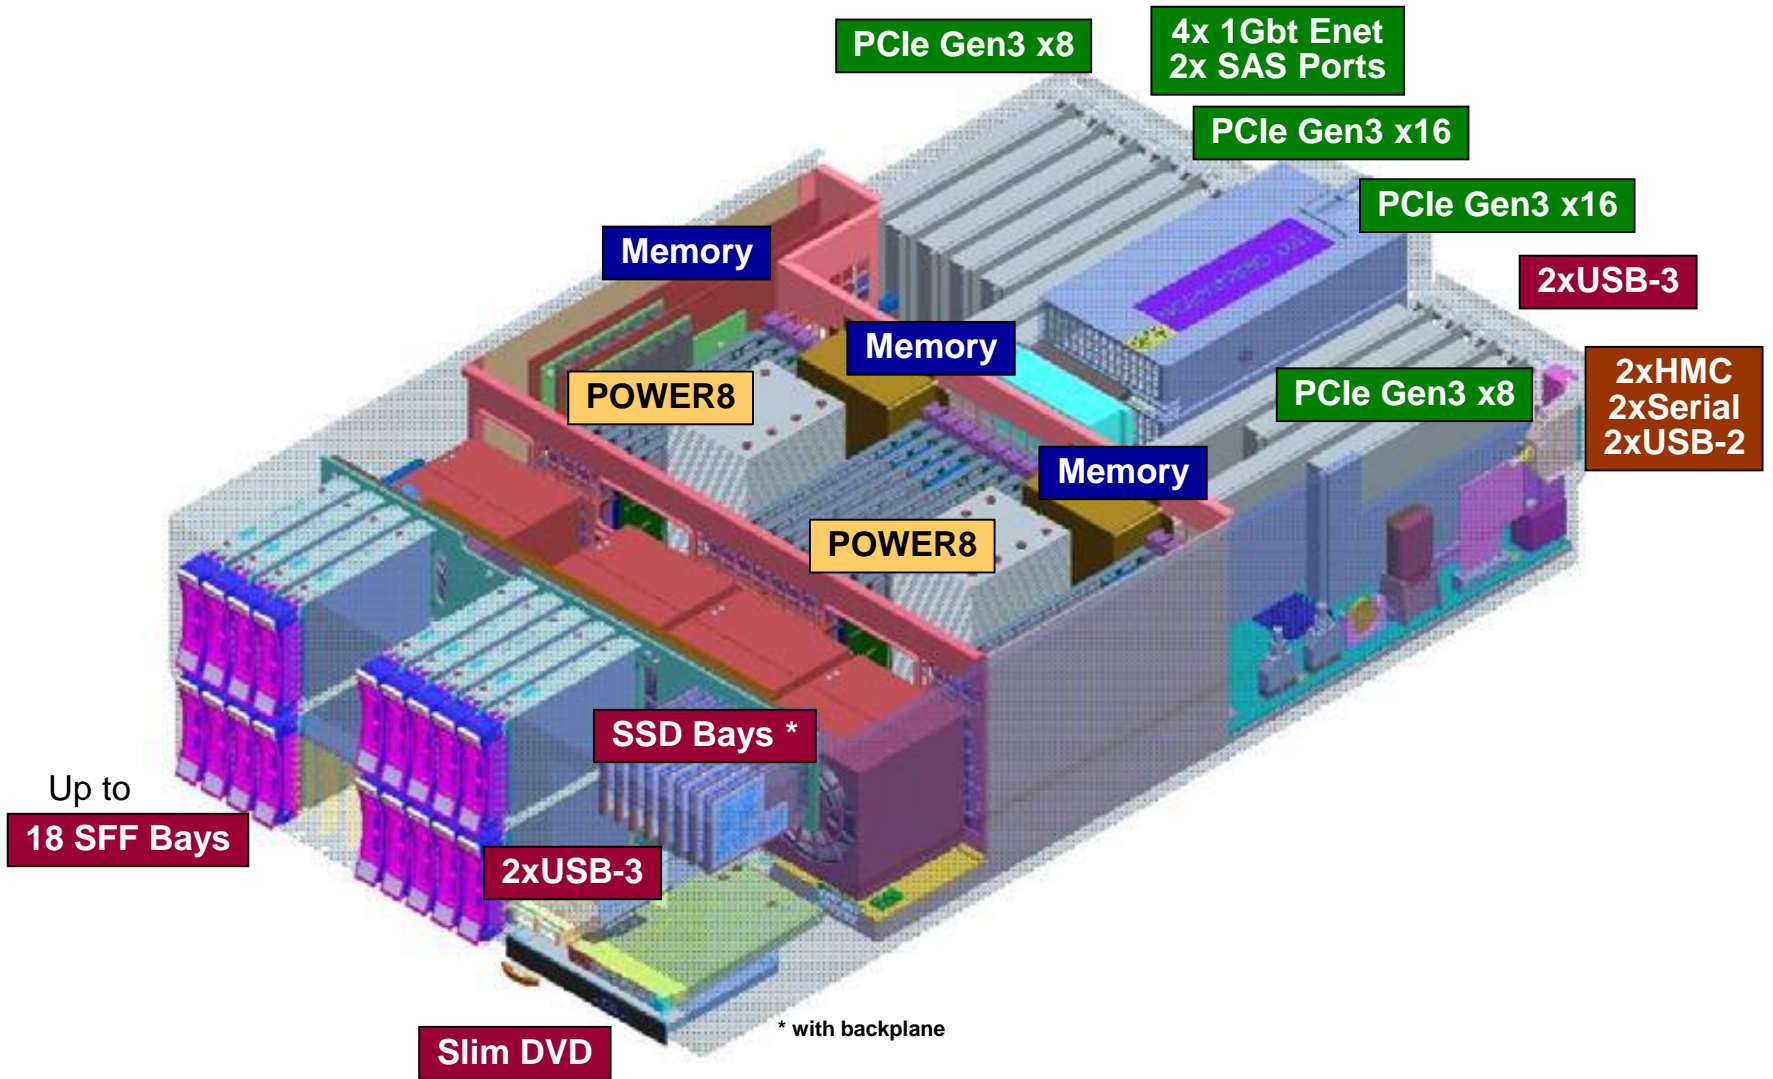 PCIe Gen3 x8
4x 1Gbt Enet
2x SAS Ports
PCIe Gen3 x16
PCIe Gen3 x16
Memory
2xUSB-3
Memory
2xHMC
2xSerial
2xUSB-2
POWER8
PCIe Gen3 x8
Memory
POWER8
SSD Bays *
Up to
18 SFF Bays
2xUSB-3
* with backplane
Slim DVD